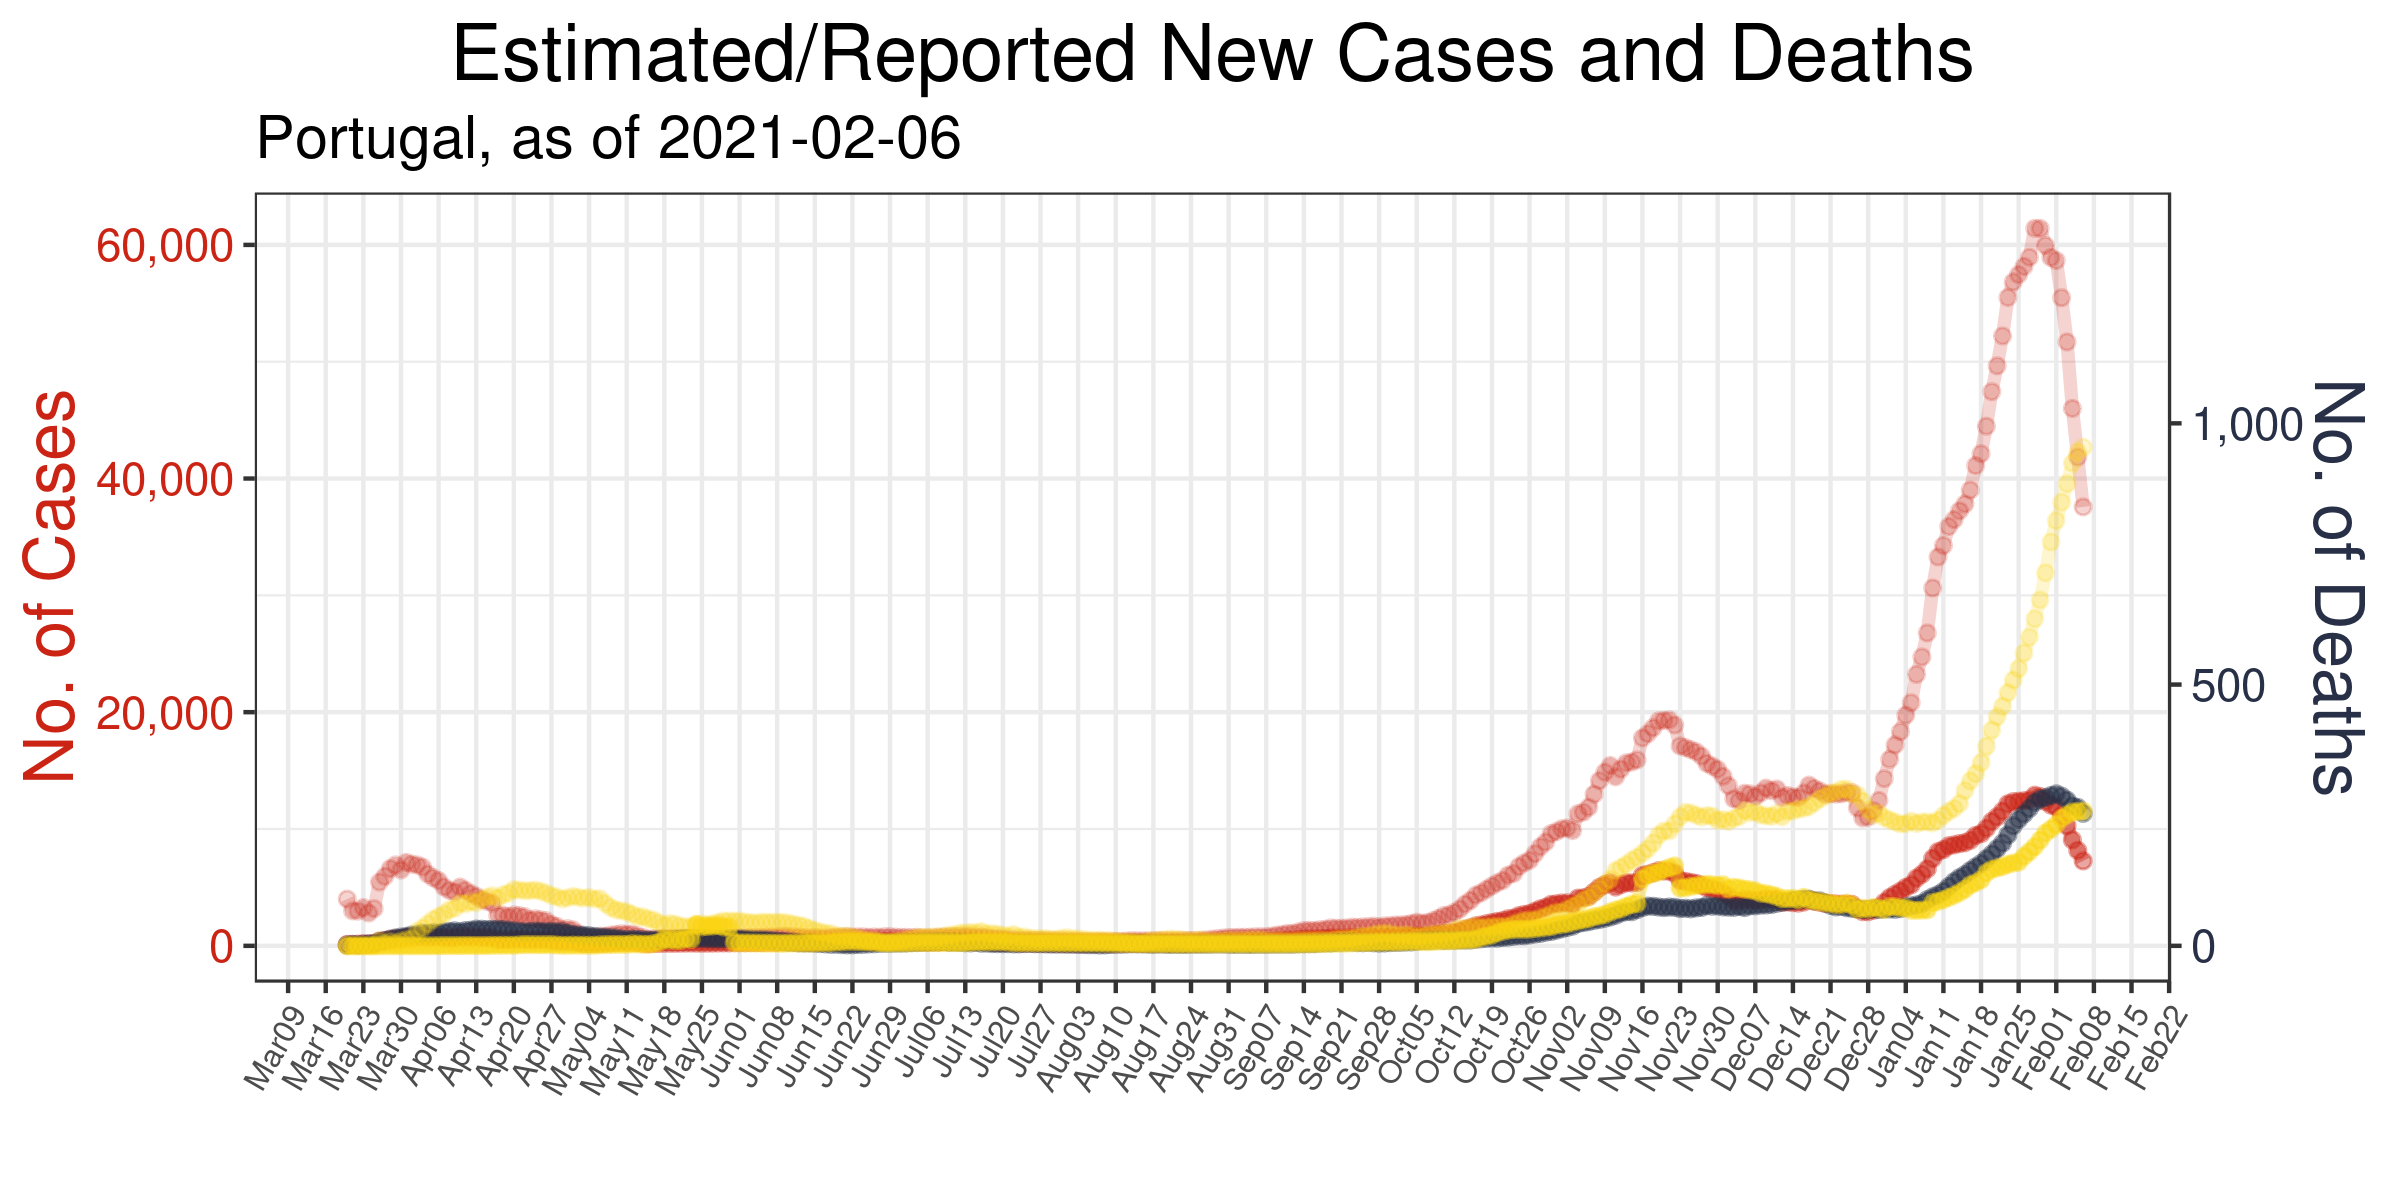 Estimated/Reported New Cases and Deaths
Portugal, as of 2021-02-06
No. of Cases
60,000
40,000
20,000
0
1,000
500
0
No. of Deaths
Mar09
Mar16
Mar23
Mar30
Apr06
Apr13
Apr20
Apr27
May04
May11
May18
May25
Jun01
Jun08
Jun15
Jun22
Jun29
Jul06
Jul13
Jul20
Jul27
Aug03
Aug10
Aug17
Aug24
Aug31
Sep07
Sep14
Sep21
Sep28
Oct05
Oct12
Oct19
Oct26
Nov02
Nov09
Nov16
Nov23
Nov30
Dec07
Dec14
Dec21
Dec28
Jan04
Jan11
Jan18
Jan25
Feb01
Feb08
Feb15
Feb22